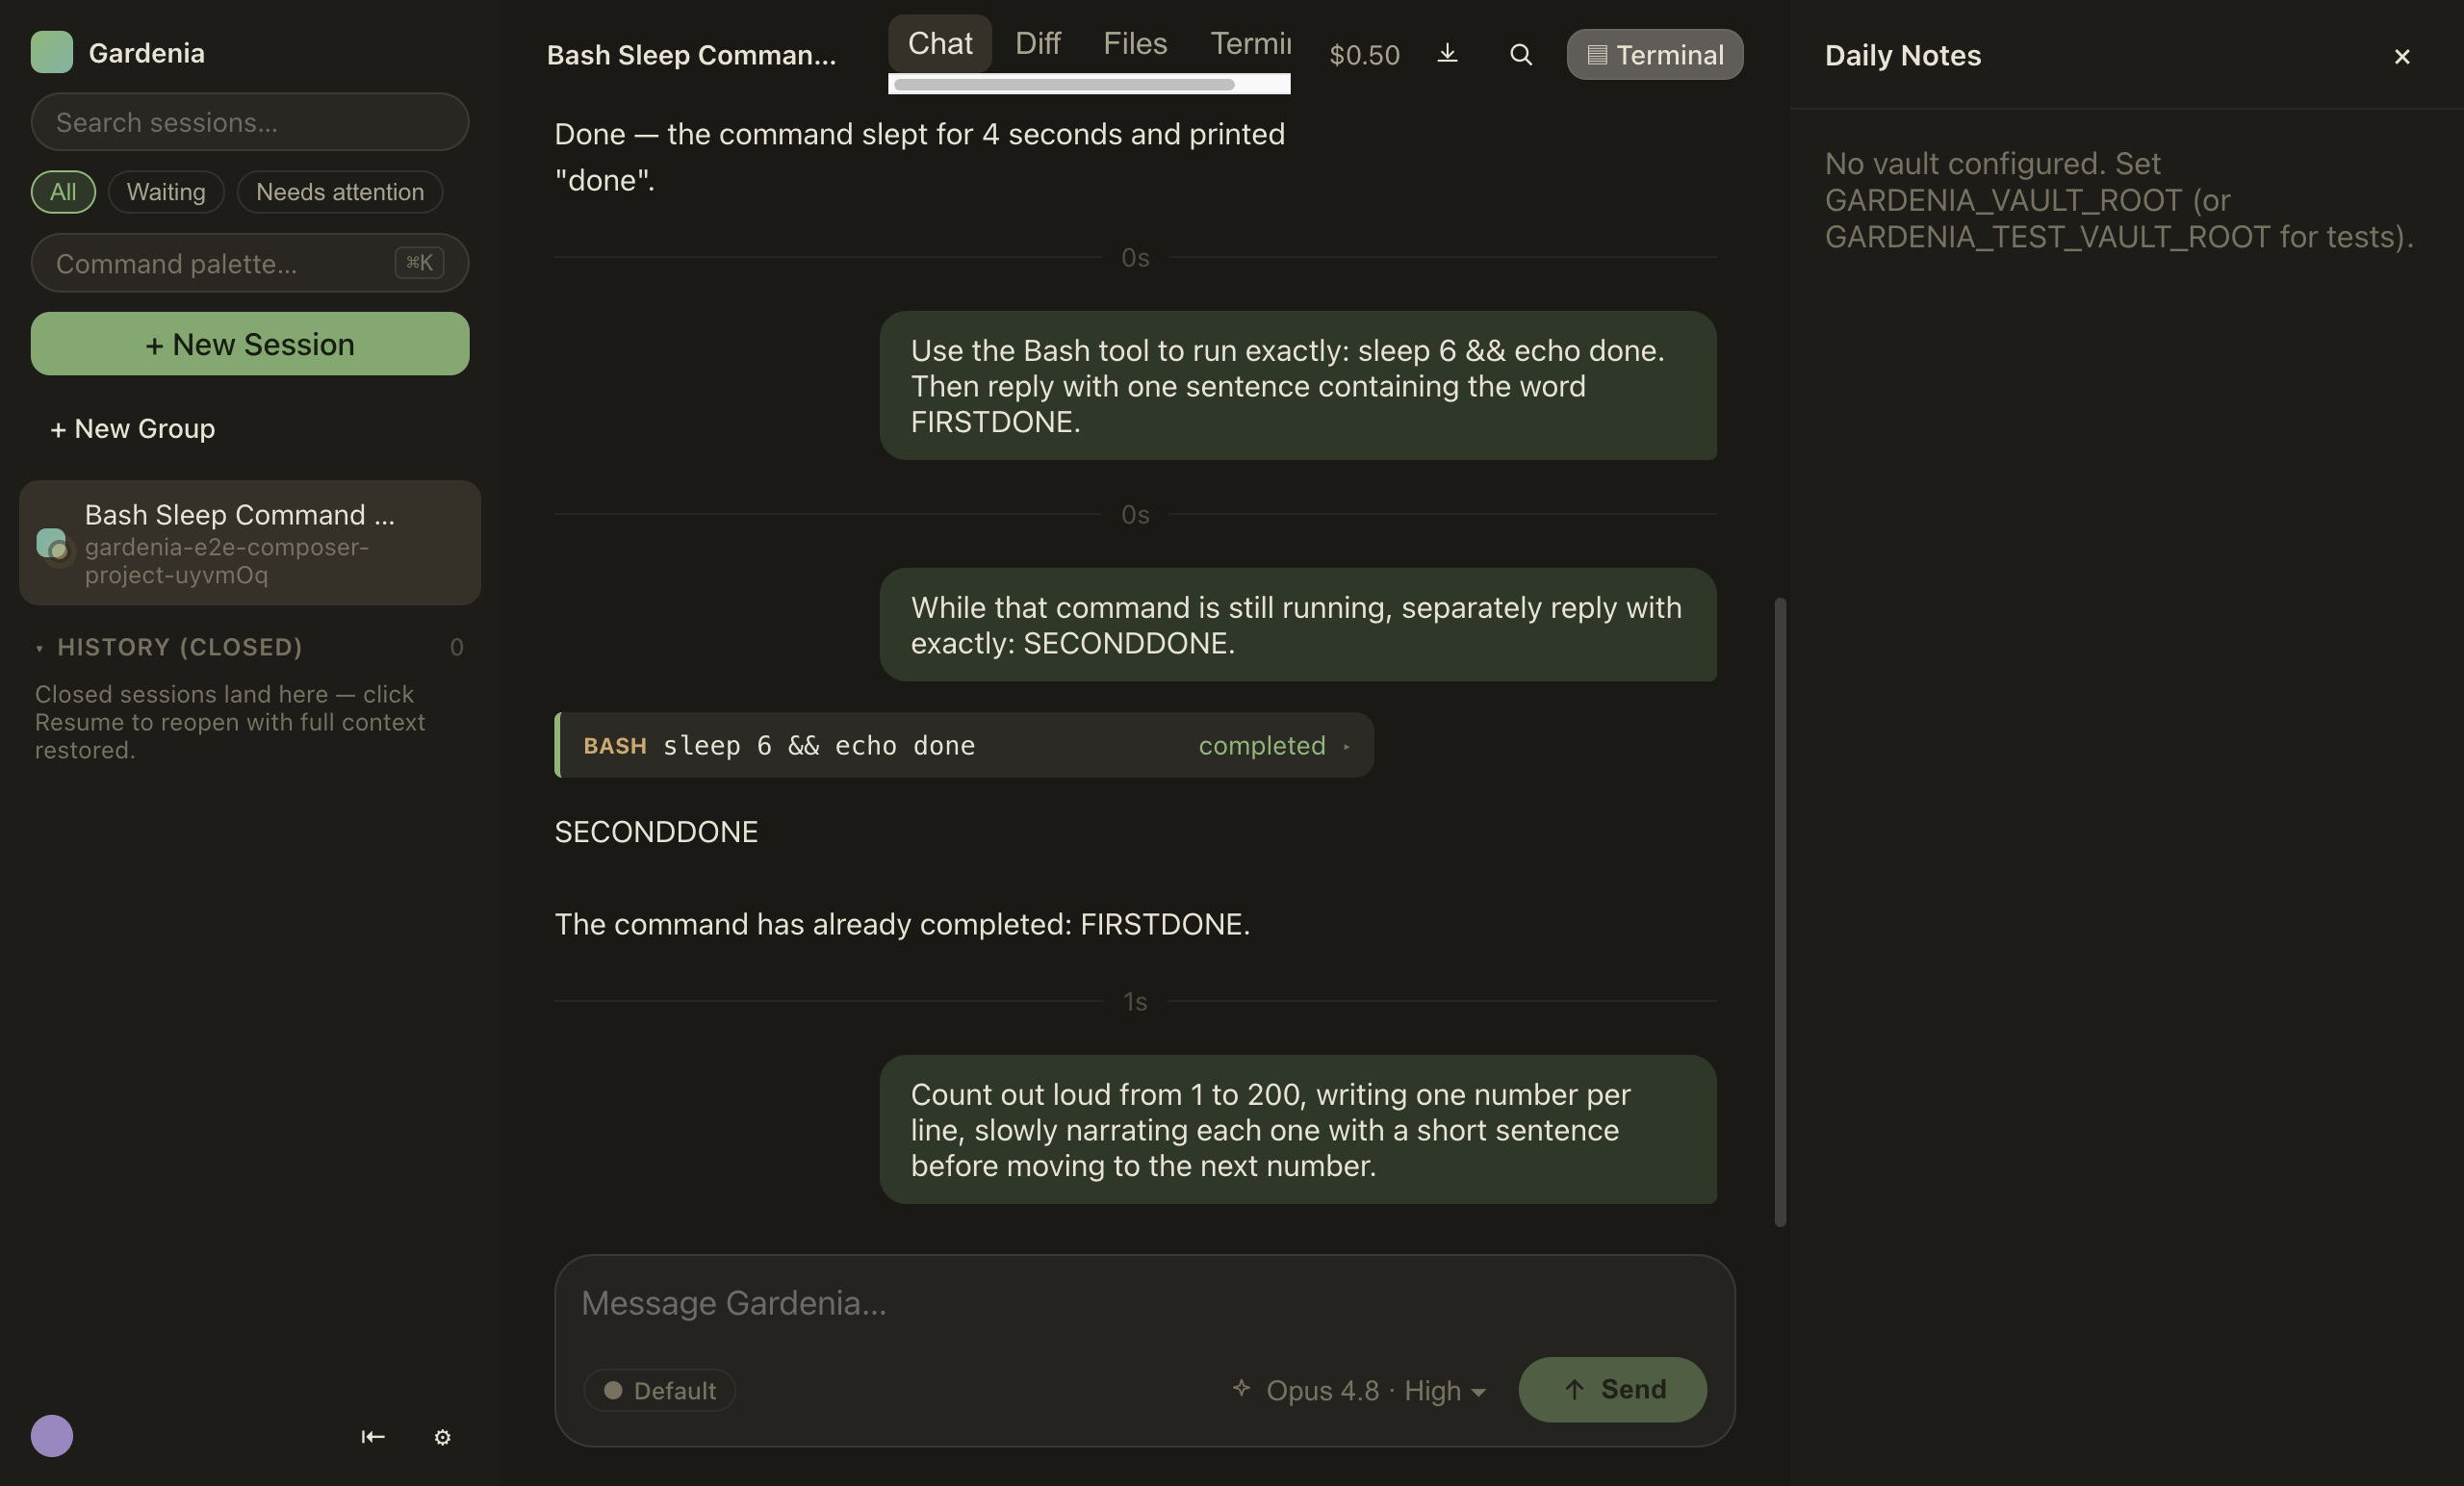 Gardenia
Search sessions...
All
Waiting
Needs attention
Command palette...
⌘K
+ New Session
+ New Group
Bash Sleep Command ...
gardenia-e2e-composer-
project-uyvmOq
HISTORY (CLOSED)
0
Closed sessions land here — click
Resume to reopen with full context
restored.
Bash Sleep Comman...
Chat
Diff
Files
Termin
$0.50
Terminal
Done — the command slept for 4 seconds and printed
"done".
0s
Use the Bash tool to run exactly: sleep 6 && echo done.
Then reply with one sentence containing the word
FIRSTDONE.
0s
While that command is still running, separately reply with
exactly: SECONDDONE.
BASH sleep 6 && echo done
completed
SECONDDONE
The command has already completed: FIRSTDONE.
1s
Count out loud from 1 to 200, writing one number per
line, slowly narrating each one with a short sentence
before moving to the next number.
Message Gardenia...
Default
Opus 4.8 · High
Send
Daily Notes
No vault configured. Set
GARDENIA_VAULT_ROOT (or
GARDENIA_TEST_VAULT_ROOT for tests).